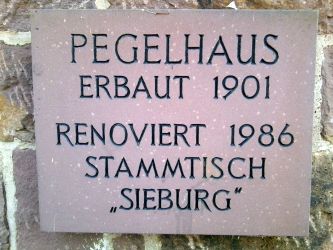 PEGELHAUS
ERBAUT 1901
RENOVIERT 1986
STAMMTISCH
„SIEBURG“